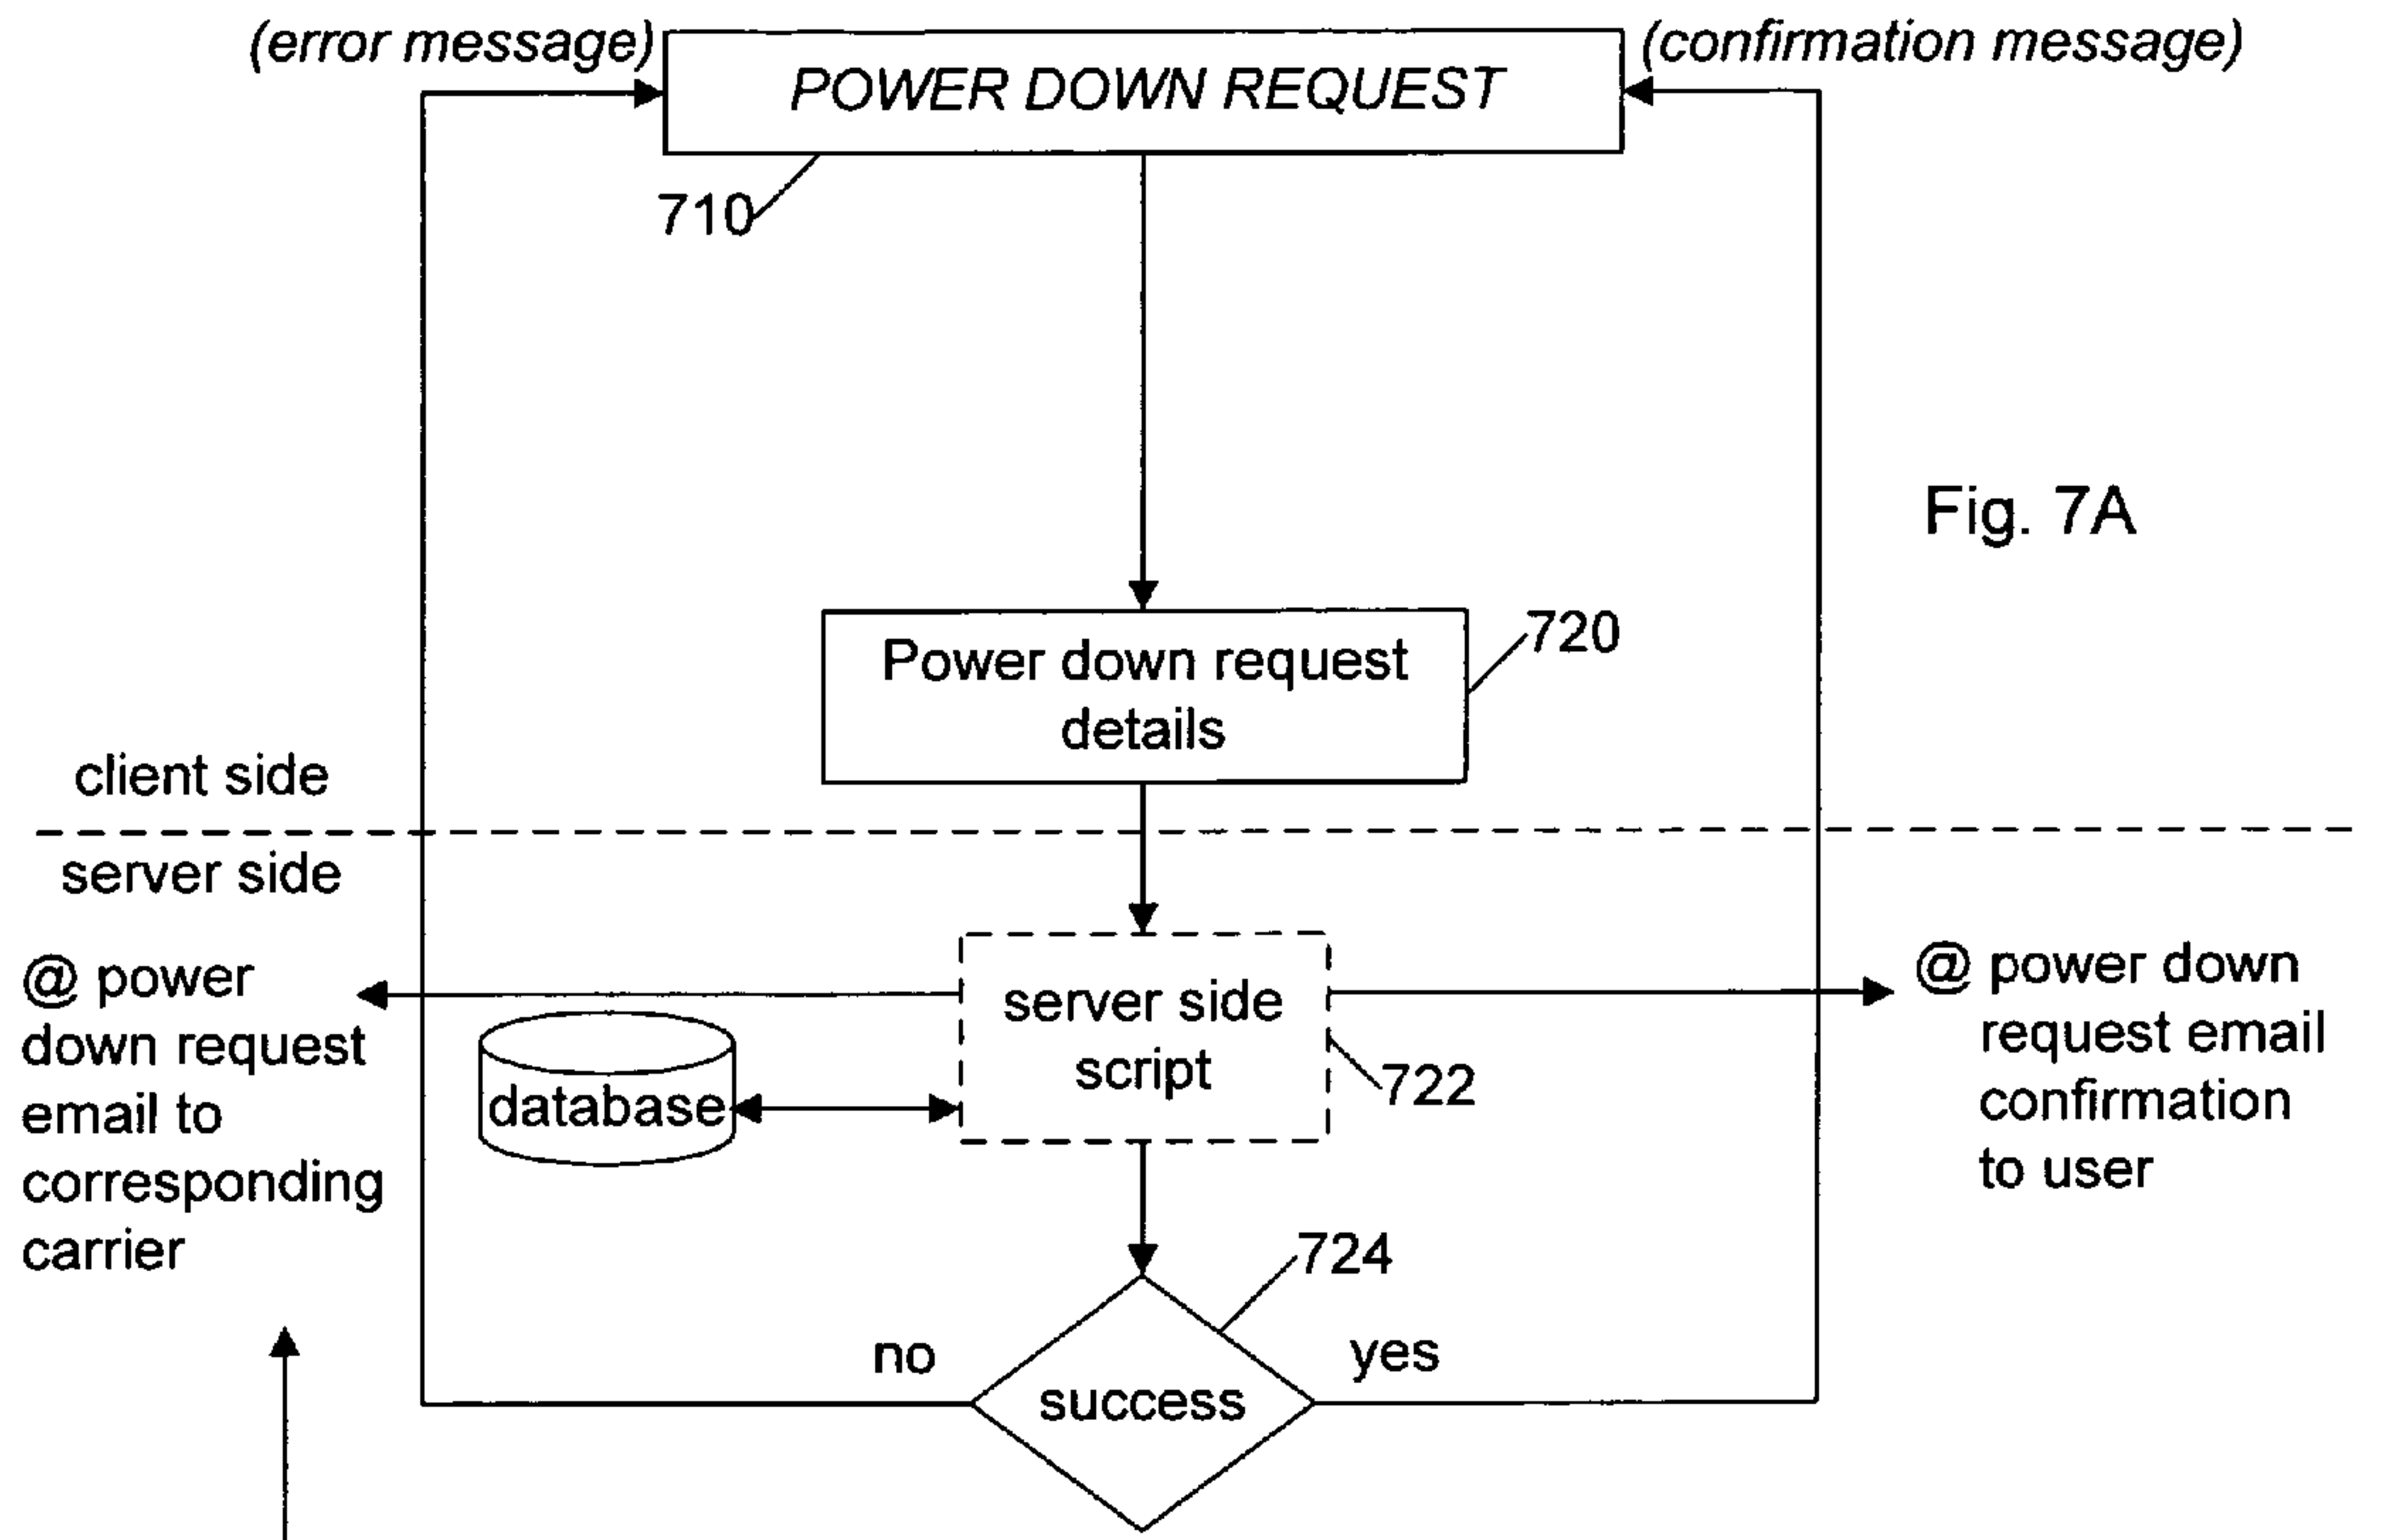 (error message)
POWER DOWN REQUEST
(confirmation message)
710
Fig. 7A
Power down request
details
720
client side
server side
@ power
down request
email to
corresponding
carrier
server side
script
722
database
@ power down
request email
confirmation
to user
724
no
success
yes